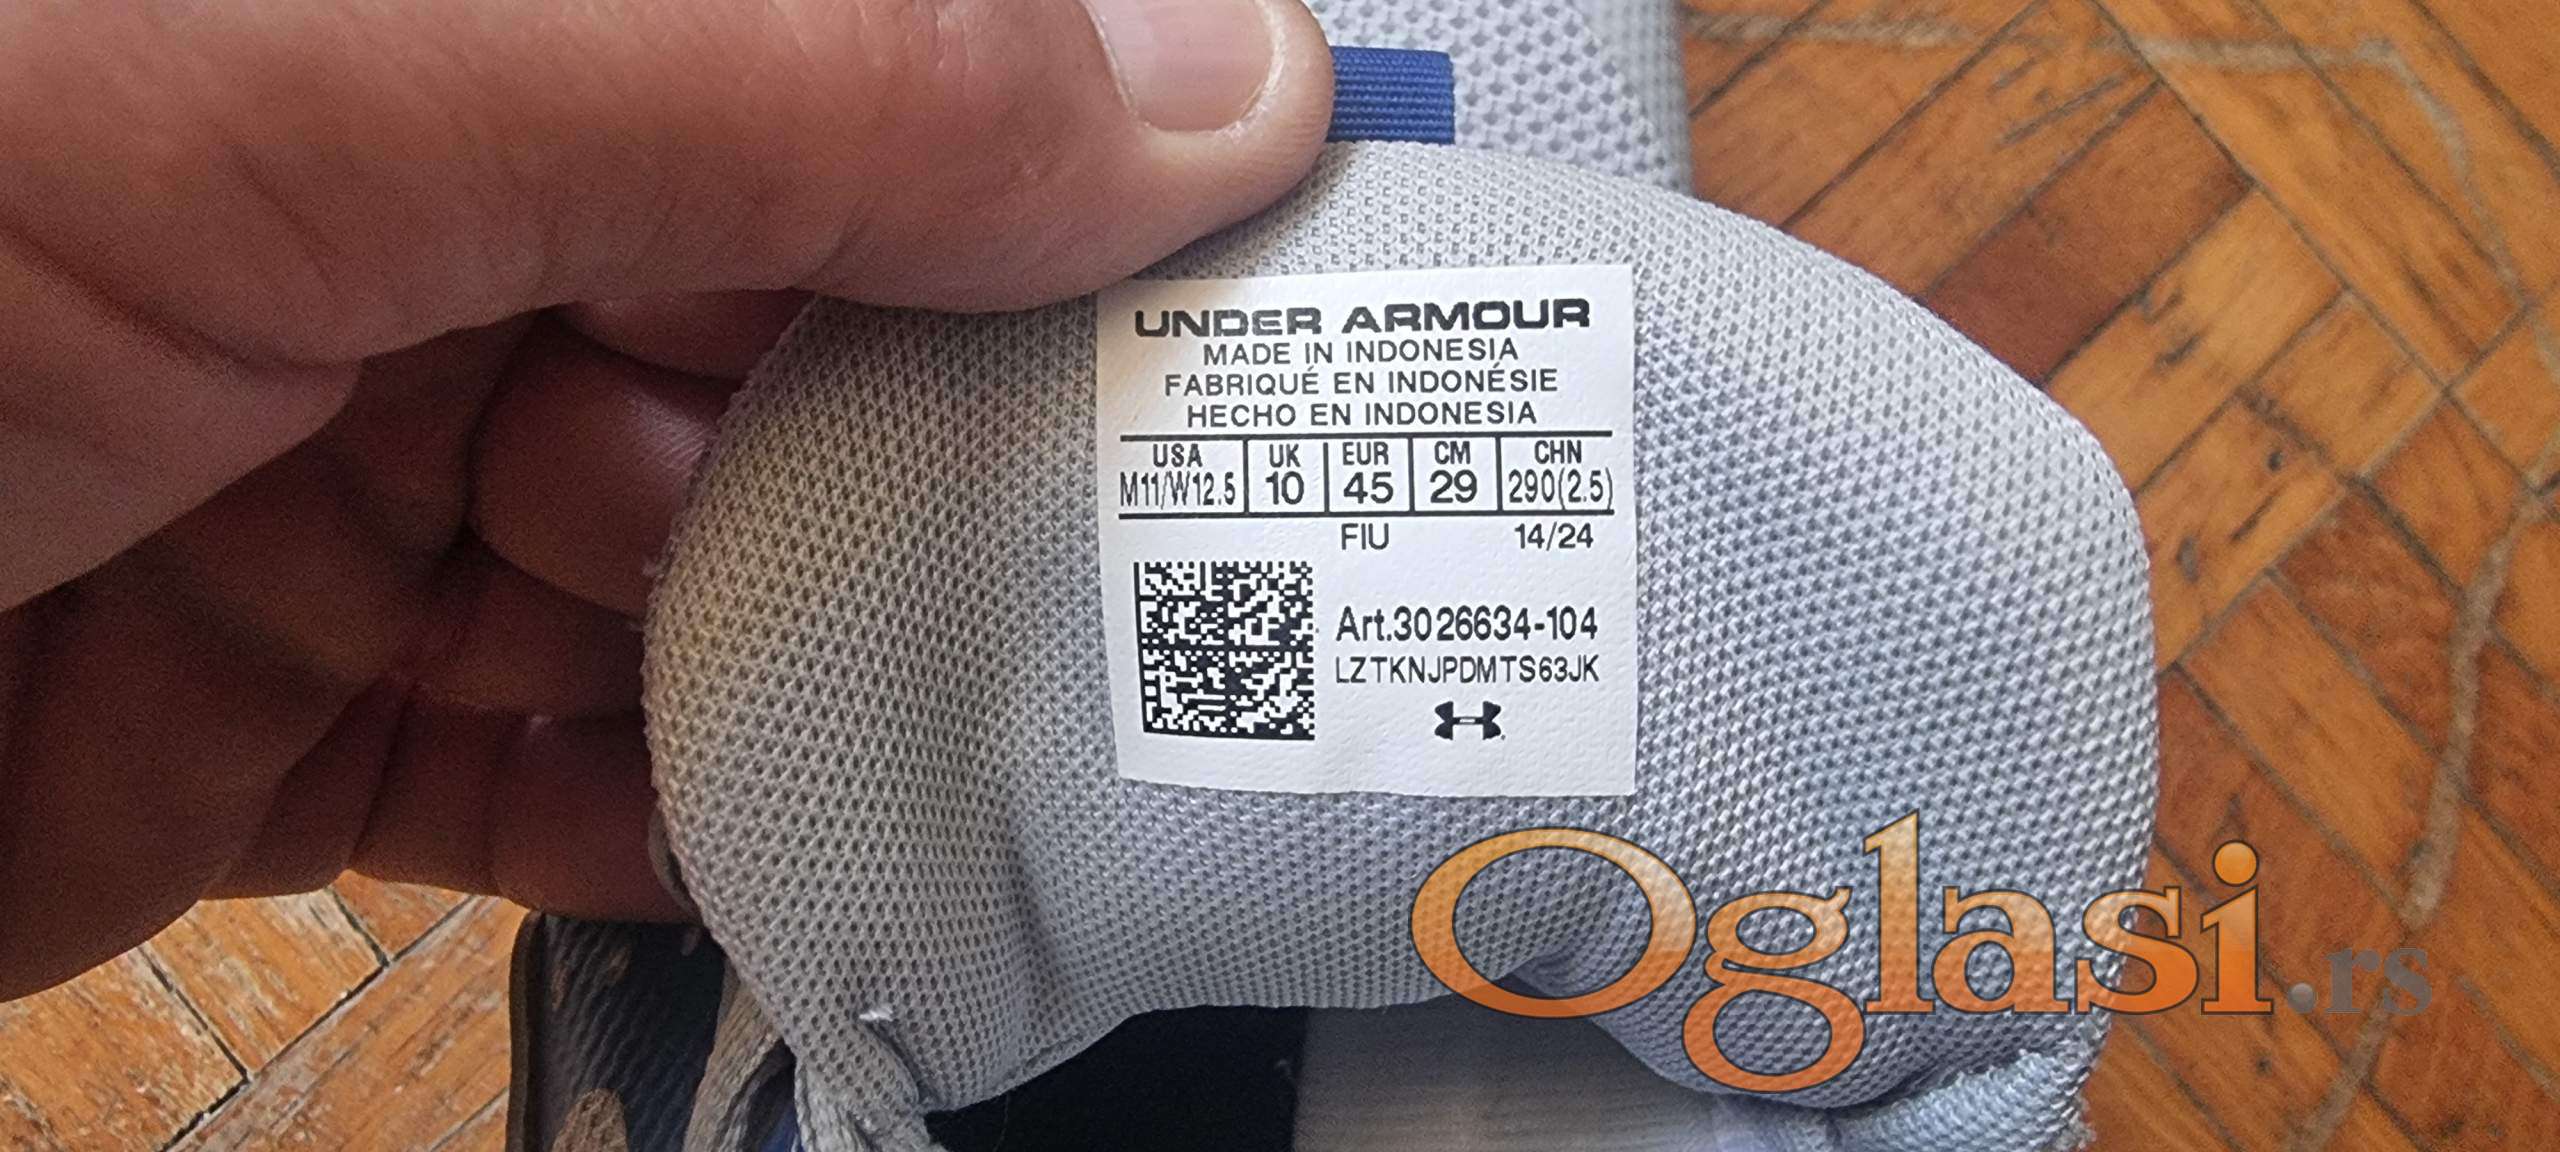 UNDER ARMOUR
MADE IN INDONESIA
FABRIQUÉ EN INDONÉSIE
HECHO EN INDONESIA
USA UK EUR CM CHN
M11/W12.5 10 45 29 290(2.5)
FIU 14/24
Art.3026634-104
LZTKNJPDMTS63JK
Oglasi.rs